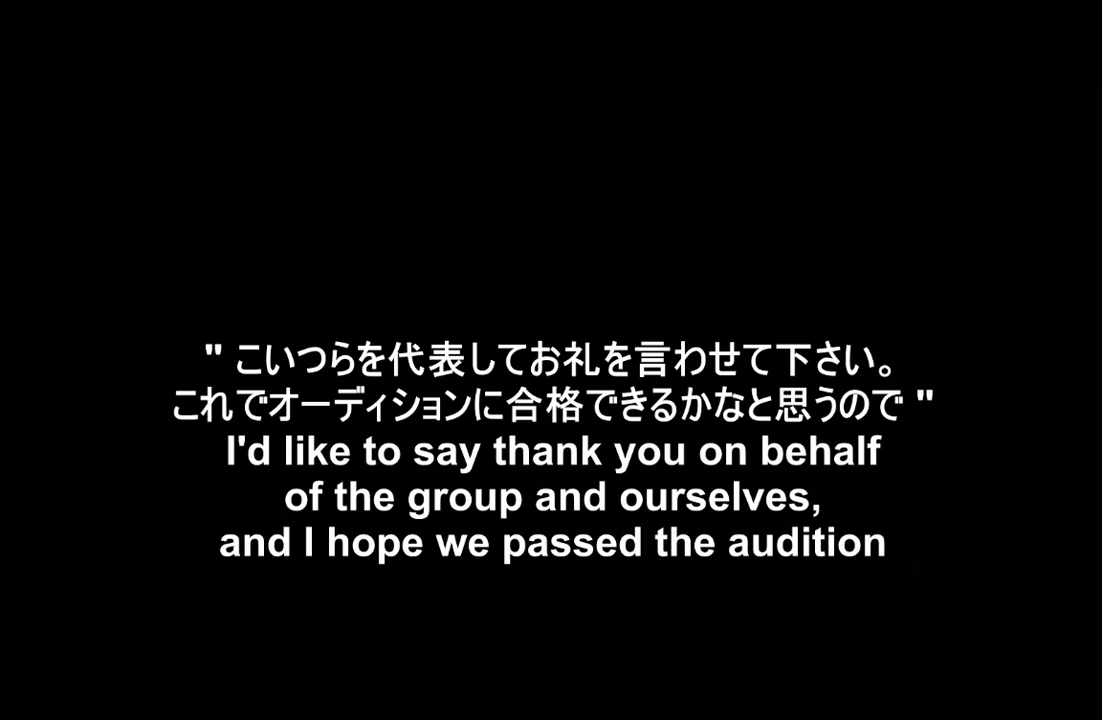 " こいつらを代表してお礼を言わせて下さい。
これでオーディションに合格できるかなと思うので "
I'd like to say thank you on behalf
of the group and ourselves,
and I hope we passed the audition